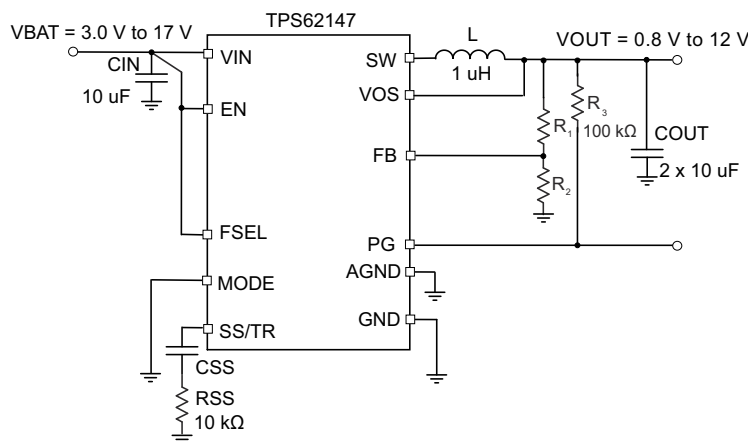 TPS62147
VBAT = 3.0 V to 17 V
CIN
10 uF
VIN
EN
FSEL
MODE
SS/TR
CSS
RSS
10 kΩ
SW
VOS
FB
PG
AGND
GND
L
1 uH
VOUT = 0.8 V to 12 V
R1
R2
R3
100 kΩ
COUT
2 x 10 uF